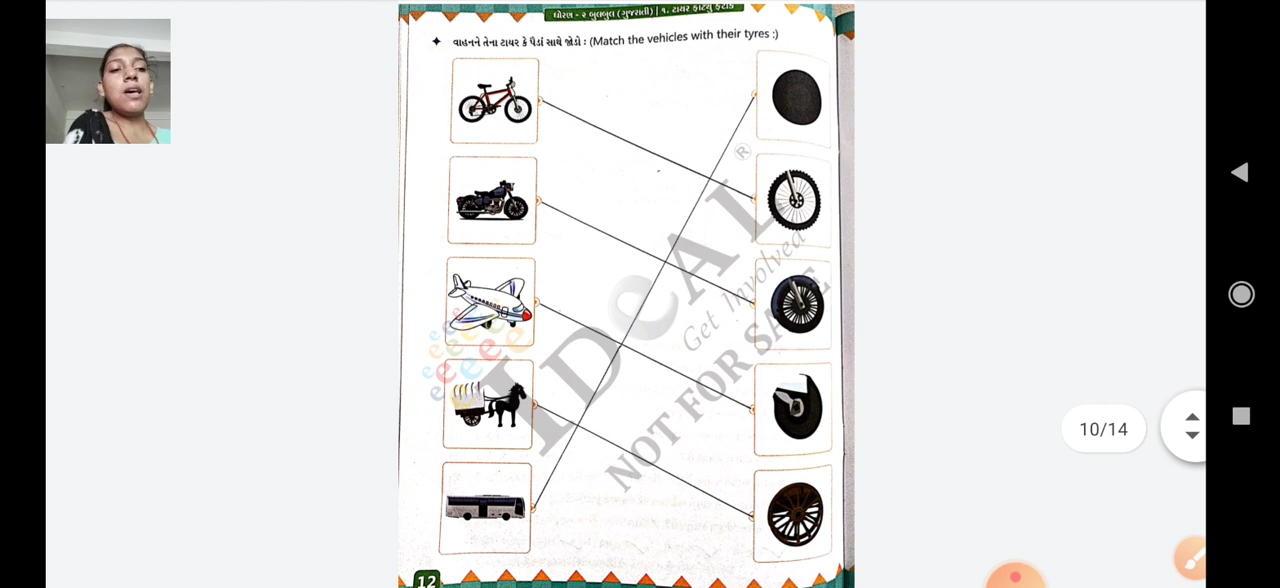 ધોરણ - ૨ બુલબુલ (ગુજરાતી) | ૧. ટાયર ફાટ્યું ફટાક
વાહનને તેના ટાયર કે પૈડાં સાથે જોડો : (Match the vehicles with their tyres :)
IDEAL ®
Get Involved
NOT FOR SALE
10/14
12